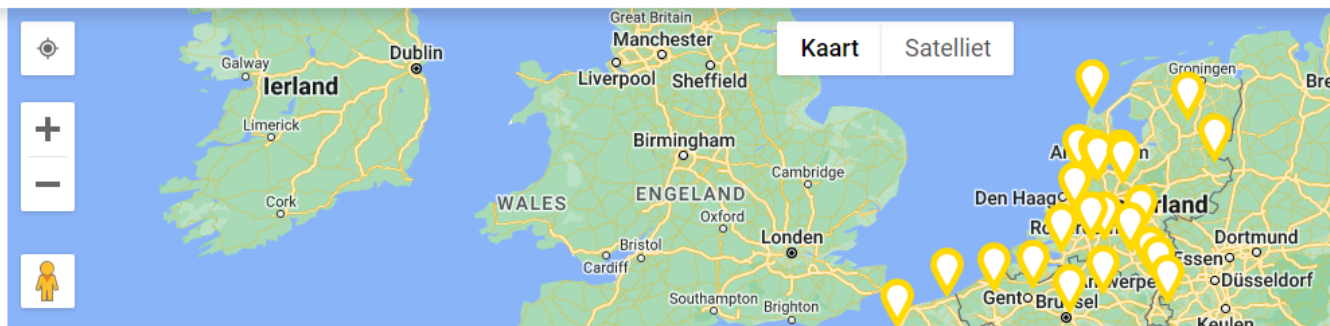 Great Britain
Manchester
Kaart
Satelliet
Dublin
Galway
Groningen
Liverpool
Sheffield
Ierland
Limerick
Birmingham
Cambridge
Cork
WALES
ENGELAND
Den Haag
Oxford
Londen
Dortmund
Bristol
Essen
Cardiff
Düsseldorf
Southampton
Brighton
Gent
Keulen